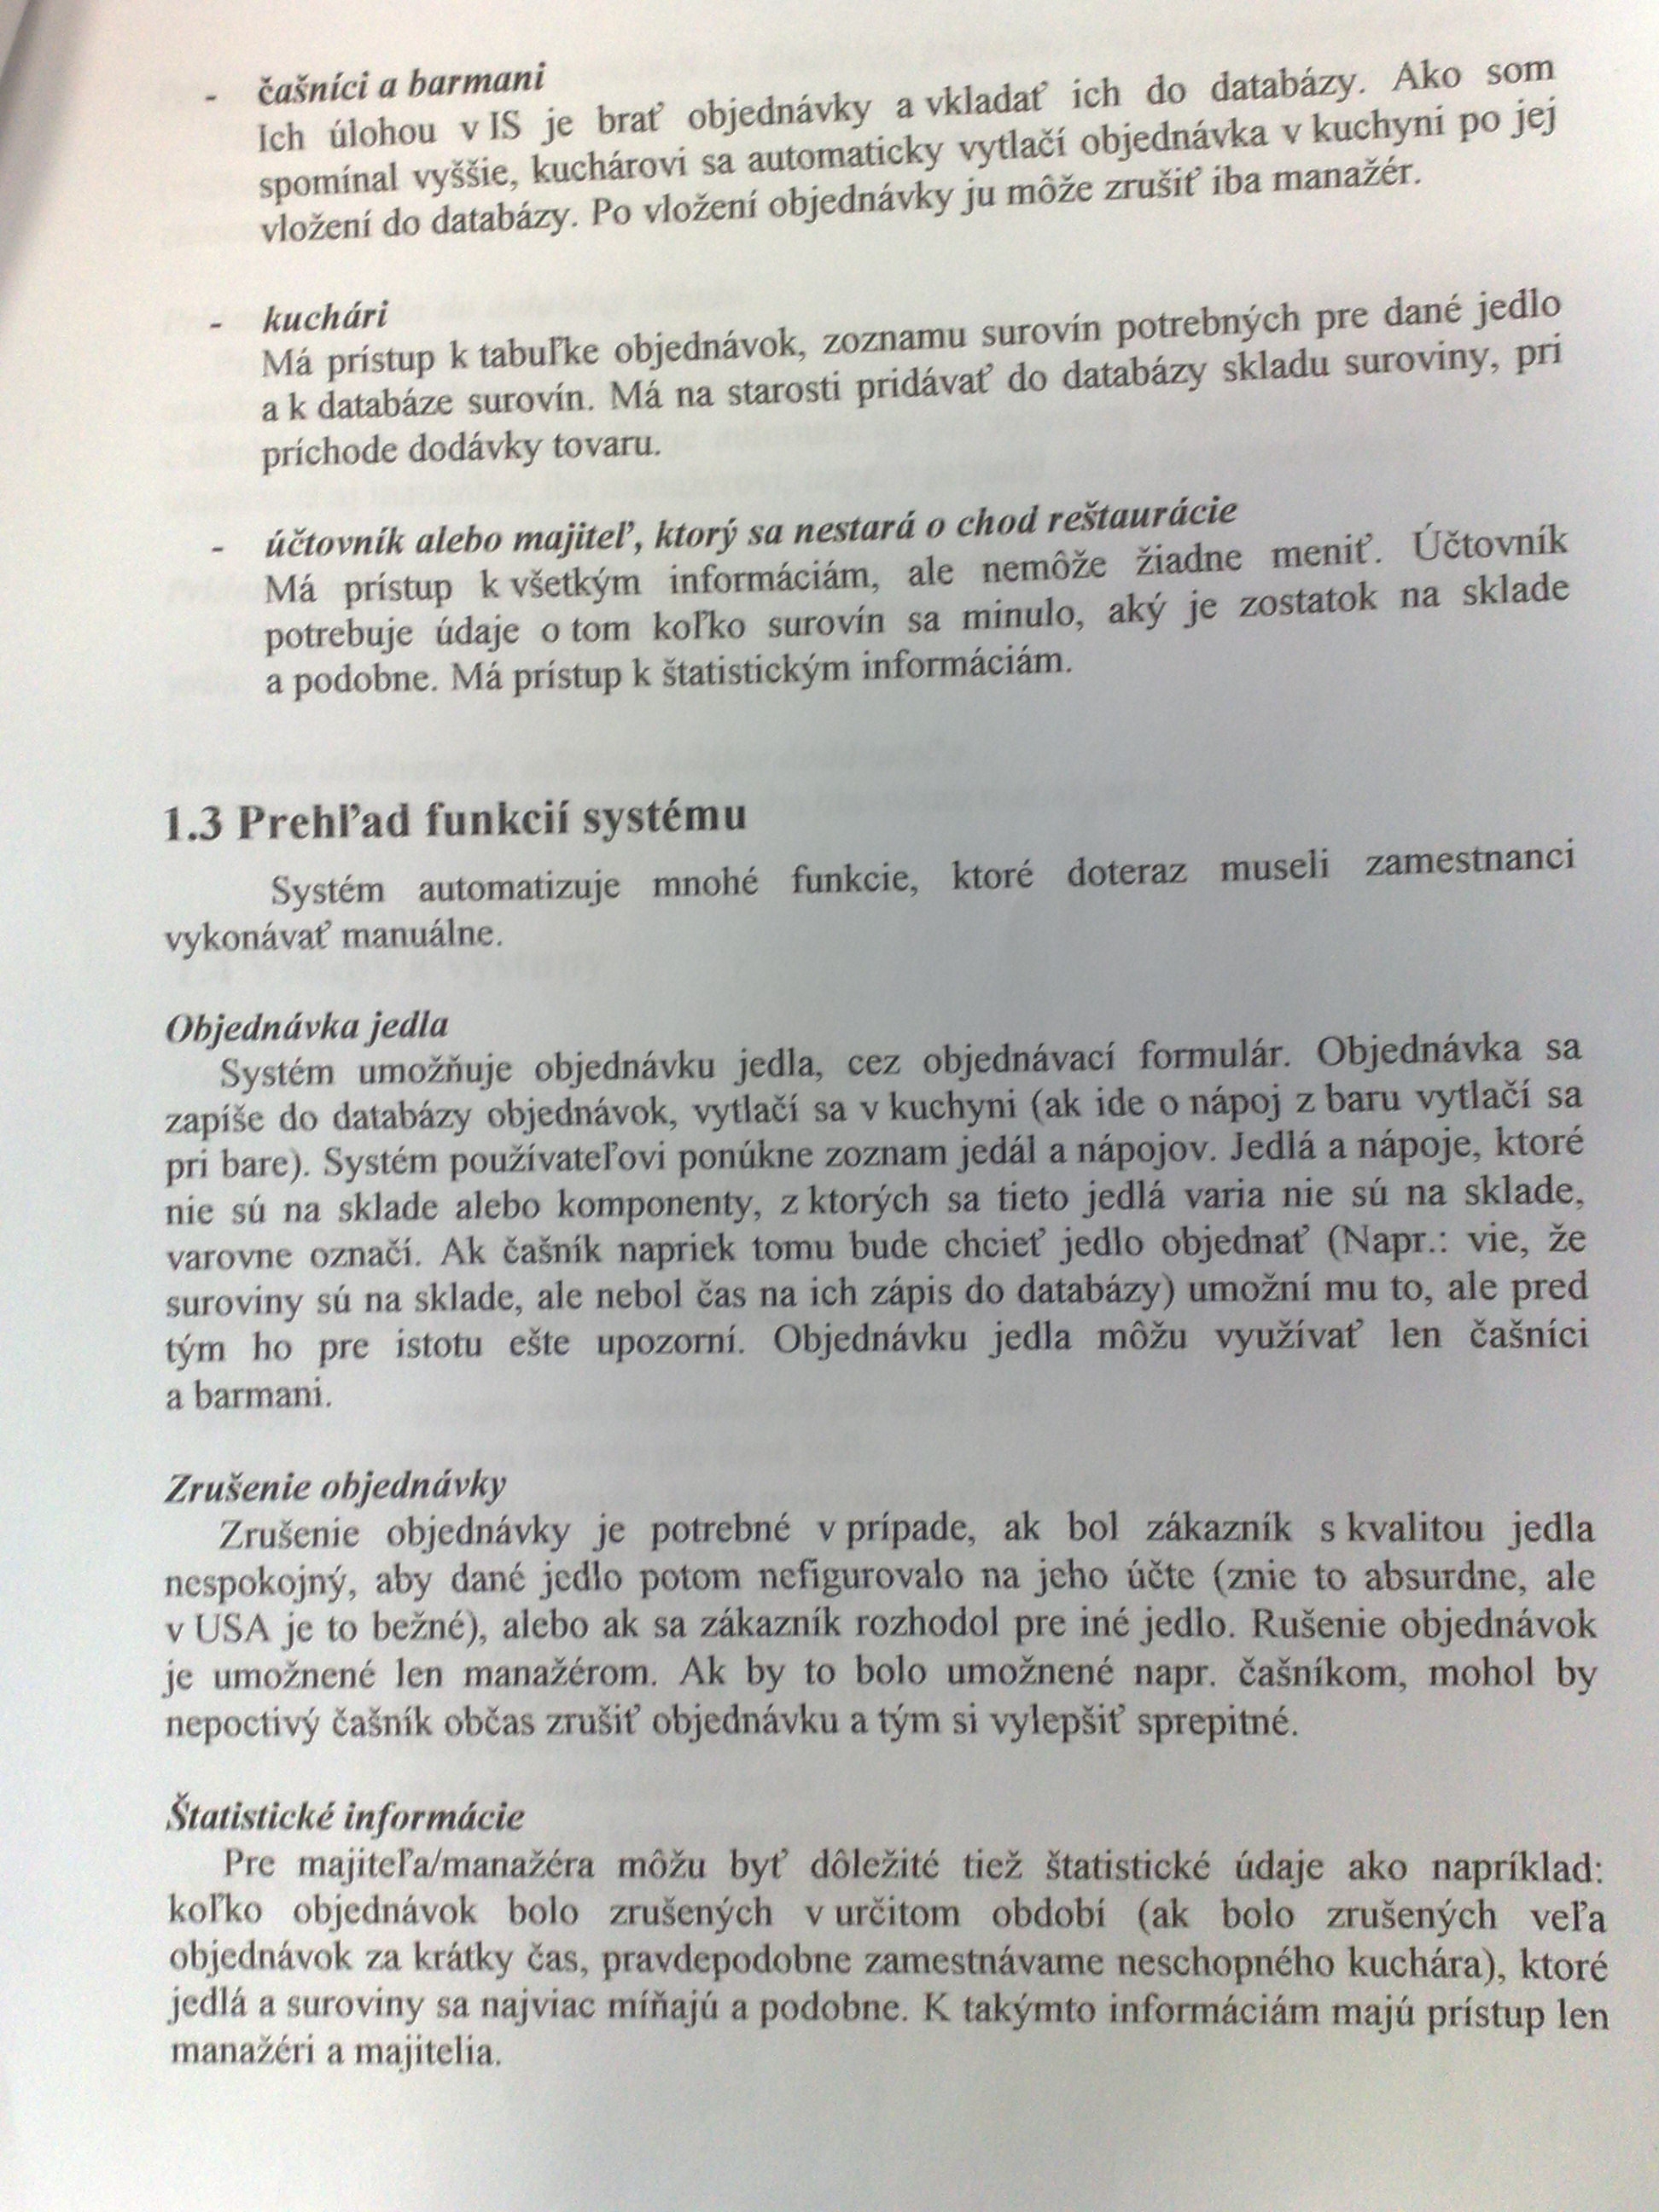 - čašníci a barmani
Ich úlohou v IS je brať objednávky a vkladať ich do databázy. Ako som
spomínal vyššie, kuchárovi sa automaticky vytlačí objednávka v kuchyni po jej
vložení do databázy. Po vložení objednávky ju môže zrušiť iba manažér.
- kuchári
Má prístup k tabuľke objednávok, zoznamu surovín potrebných pre dané jedlo
a k databáze surovín. Má na starosti pridávať do databázy skladu suroviny, pri
príchode dodávky tovaru.
- účtovník alebo majiteľ, ktorý sa nestará o chod reštaurácie
Má prístup k všetkým informáciám, ale nemôže žiadne meniť. Účtovník
potrebuje údaje o tom koľko surovín sa minulo, aký je zostatok na sklade
a podobne. Má prístup k štatistickým informáciám.
1.3 Prehľad funkcií systému
Systém automatizuje mnohé funkcie, ktoré doteraz museli zamestnanci
vykonávať manuálne.
Objednávka jedla
Systém umožňuje objednávku jedla, cez objednávací formulár. Objednávka sa
zapíše do databázy objednávok, vytlačí sa v kuchyni (ak ide o nápoj z baru vytlačí sa
pri bare). Systém používateľovi ponúkne zoznam jedál a nápojov. Jedlá a nápoje, ktoré
nie sú na sklade alebo komponenty, z ktorých sa tieto jedlá varia nie sú na sklade,
varovne označí. Ak čašník napriek tomu bude chcieť jedlo objednať (Napr.: vie, že
suroviny sú na sklade, ale nebol čas na ich zápis do databázy) umožní mu to, ale pred
tým ho pre istotu ešte upozorní. Objednávku jedla môžu využívať len čašníci
a barmani.
Zrušenie objednávky
Zrušenie objednávky je potrebné v prípade, ak bol zákazník s kvalitou jedla
nespokojný, aby dané jedlo potom nefigurovalo na jeho účte (znie to absurdne, ale
v USA je to bežné), alebo ak sa zákazník rozhodol pre iné jedlo. Rušenie objednávok
je umožnené len manažérom. Ak by to bolo umožnené napr. čašníkom, mohol by
nepoctivý čašník občas zrušiť objednávku a tým si vylepšiť sprepitné.
Štatistické informácie
Pre majiteľa/manažéra môžu byť dôležité tiež štatistické údaje ako napríklad:
koľko objednávok bolo zrušených v určitom období (ak bolo zrušených veľa
objednávok za krátky čas, pravdepodobne zamestnávame neschopného kuchára), ktoré
jedlá a suroviny sa najviac míňajú a podobne. K takýmto informáciám majú prístup len
manažéri a majitelia.